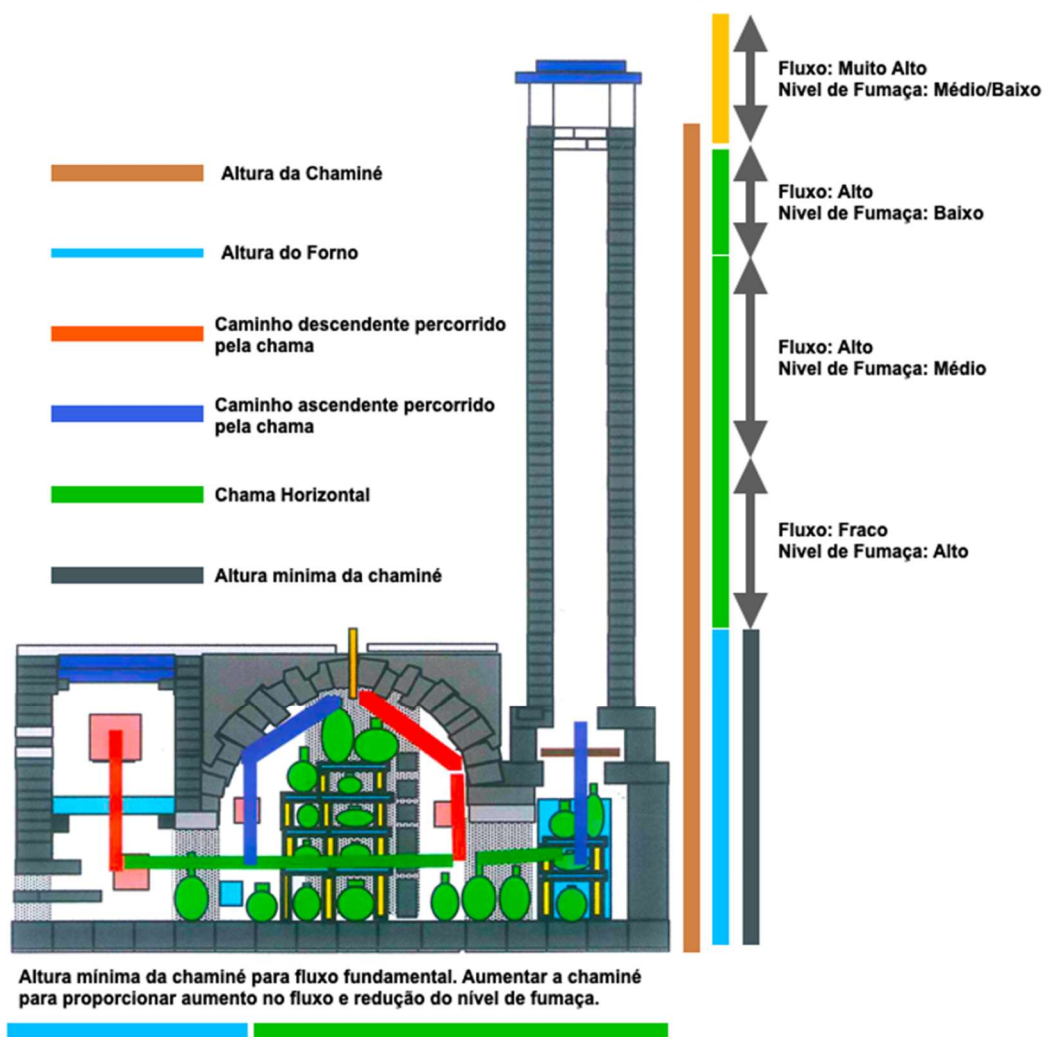 Fluxo: Muito Alto
Nivel de Fumaça: Médio/Baixo
Altura da Chaminé
Fluxo: Alto
Nivel de Fumaça: Baixo
Altura do Forno
Caminho descendente percorrido
pela chama
Fluxo: Alto
Nivel de Fumaça: Médio
Caminho ascendente percorrido
pela chama
Chama Horizontal
Fluxo: Fraco
Nivel de Fumaça: Alto
Altura minima da chaminé
Altura mínima da chaminé para fluxo fundamental. Aumentar a chaminé
para proporcionar aumento no fluxo e redução do nível de fumaça.